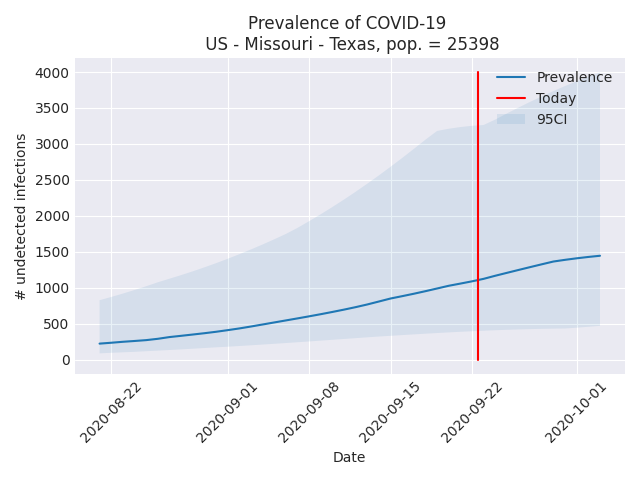 Prevalence of COVID-19
US - Missouri - Texas, pop. = 25398
# undetected infections
4000
3500
3000
2500
2000
1500
1000
500
0
Prevalence
Today
95CI
2020-08-22
2020-09-01
2020-09-08
2020-09-15
2020-09-22
2020-10-01
Date